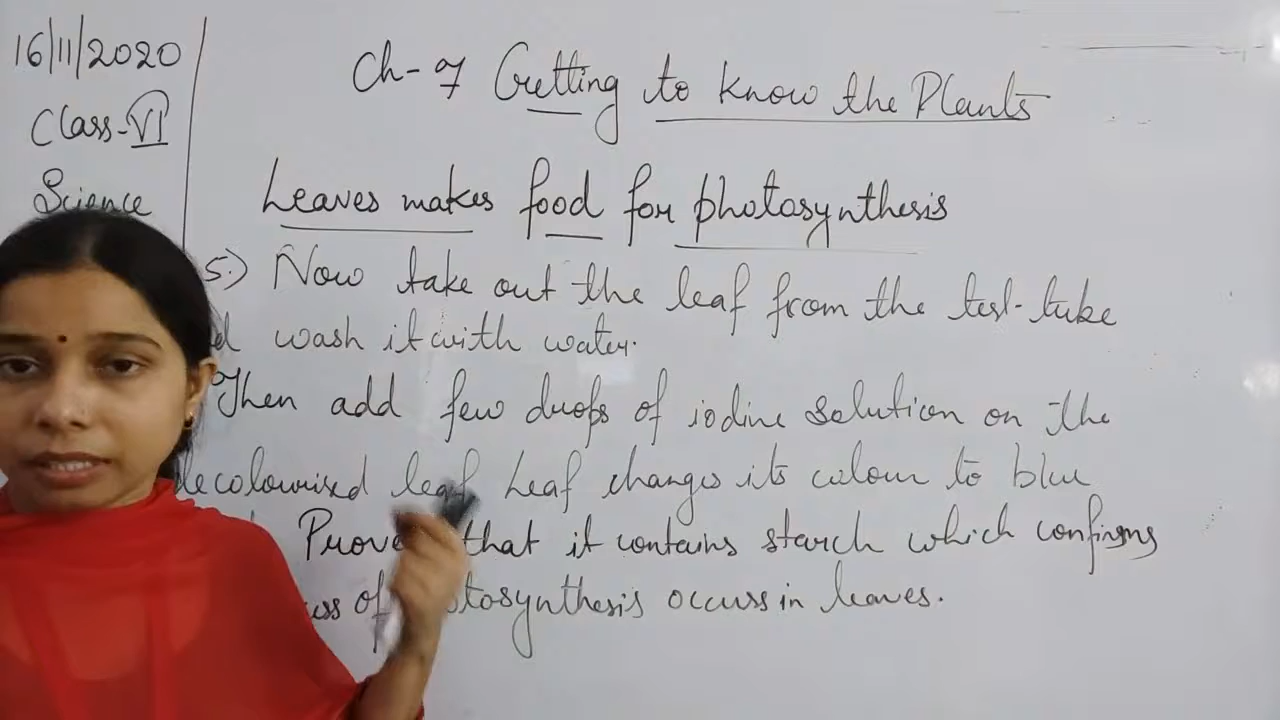 16/11/2020
Class-VI
Science
Ch-7 Getting to know the Plants
Leaves makes food for photosynthesis
5.) Now take out the leaf from the test-tube
wash it with water.
Then add few drops of iodine solution on the
decolourised leaf Leaf changes its colour to blue
that it contains starch which confirms
of photosynthesis occurs in leaves.